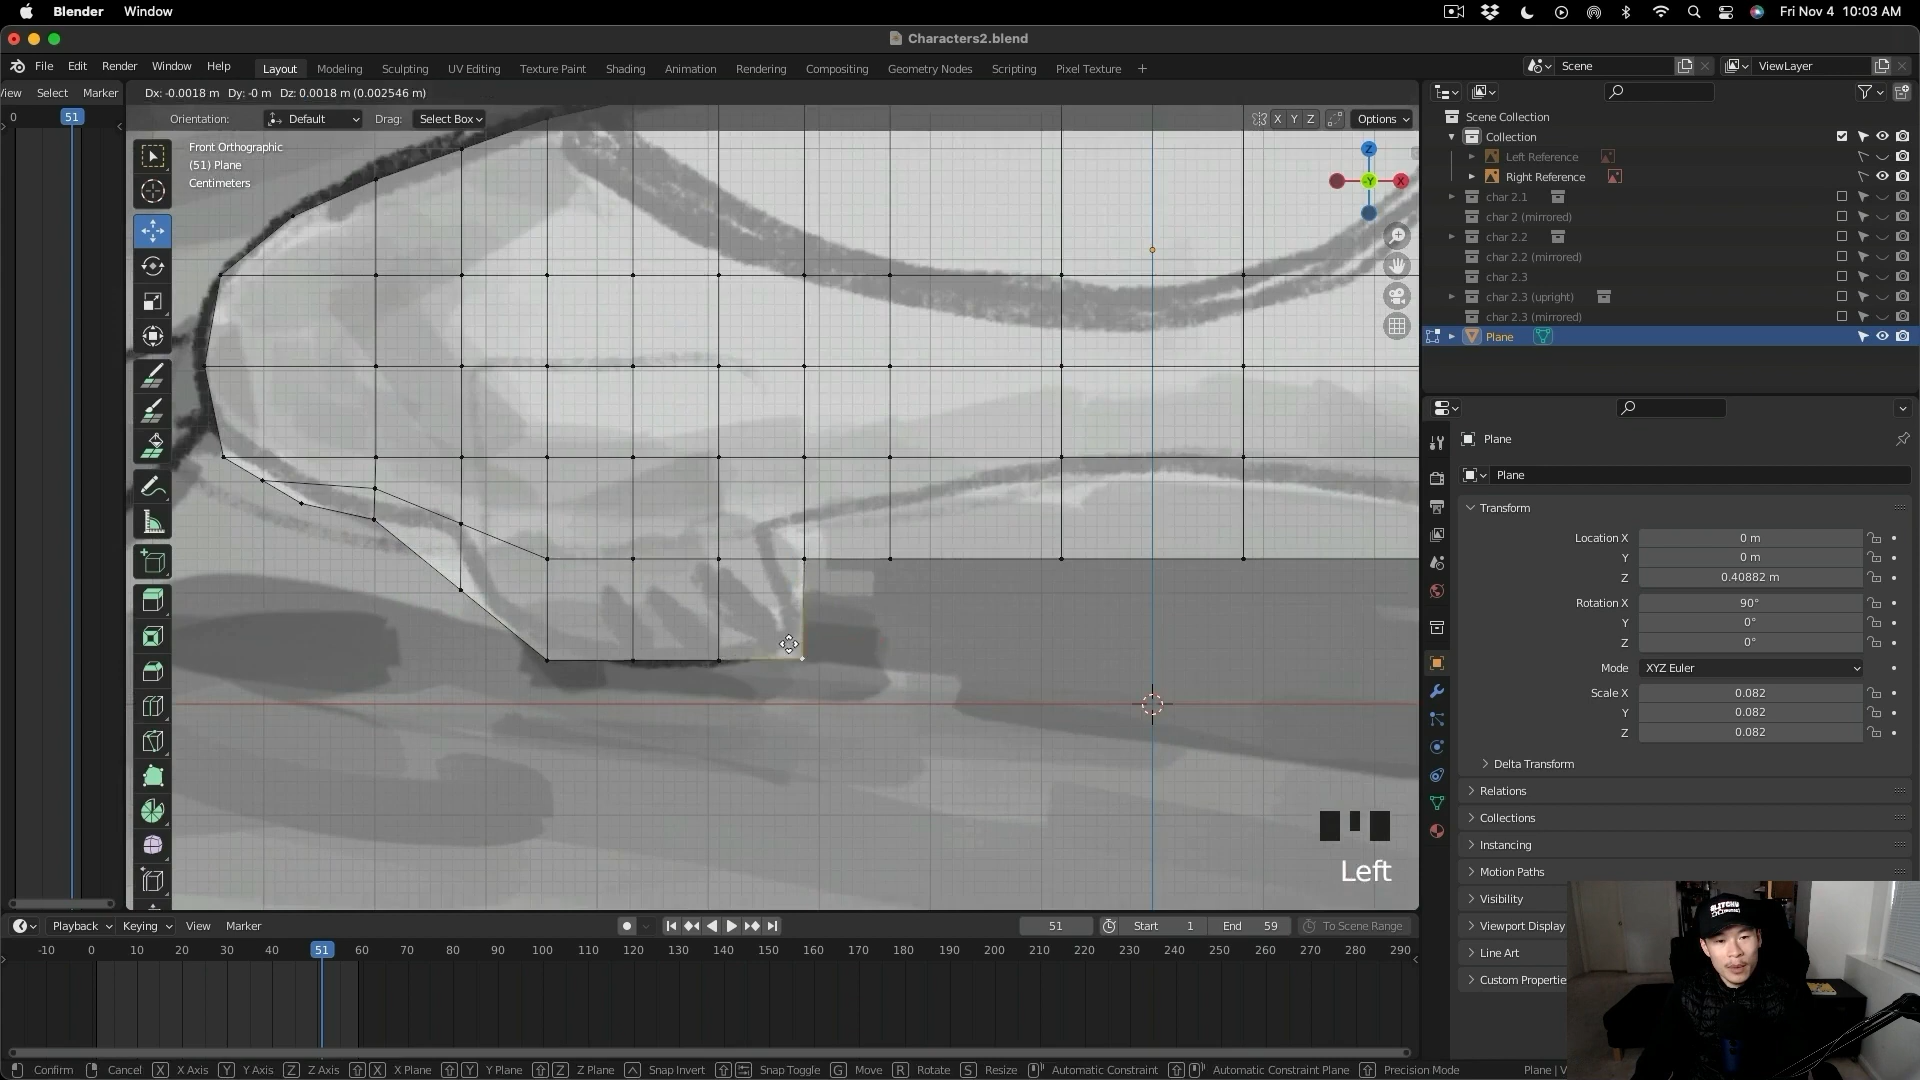 Blender Window
Fri Nov 4 10:03 AM
Characters2.blend
File Edit Render Window Help
Layout Modeling Sculpting UV Editing Texture Paint Shading Animation Rendering Compositing Geometry Nodes Scripting Pixel Texture +
Scene
ViewLayer
View Select Marker
Dx: -0.0018 m Dy: -0 m Dz: 0.0018 m (0.002546 m)
0 51
Orientation: Default Drag: Select Box
X Y Z Options
Front Orthographic
(51) Plane
Centimeters
Z
-Y X
Scene Collection
Collection
Left Reference
Right Reference
char 2.1
char 2 (mirrored)
char 2.2
char 2.2 (mirrored)
char 2.3
char 2.3 (upright)
char 2.3 (mirrored)
Plane
Plane
Plane
Transform
Location X 0 m
Y 0 m
Z 0.40882 m
Rotation X 90°
Y 0°
Z 0°
Mode XYZ Euler
Scale X 0.082
Y 0.082
Z 0.082
Delta Transform
Relations
Collections
Instancing
Motion Paths
Visibility
Viewport Display
Line Art
Custom Propertie
Left
Playback Keying View Marker
51 Start 1 End 59 To Scene Range
-10 0 10 20 30 40 51 60 70 80 90 100 110 120 130 140 150 160 170 180 190 200 210 220 230 240 250 260 270 280 290
Confirm Cancel X X Axis Y Y Axis Z Z Axis X X Plane Y Y Plane Z Z Plane Snap Invert Snap Toggle G Move R Rotate S Resize Automatic Constraint Automatic Constraint Plane Precision Mode Plane | V